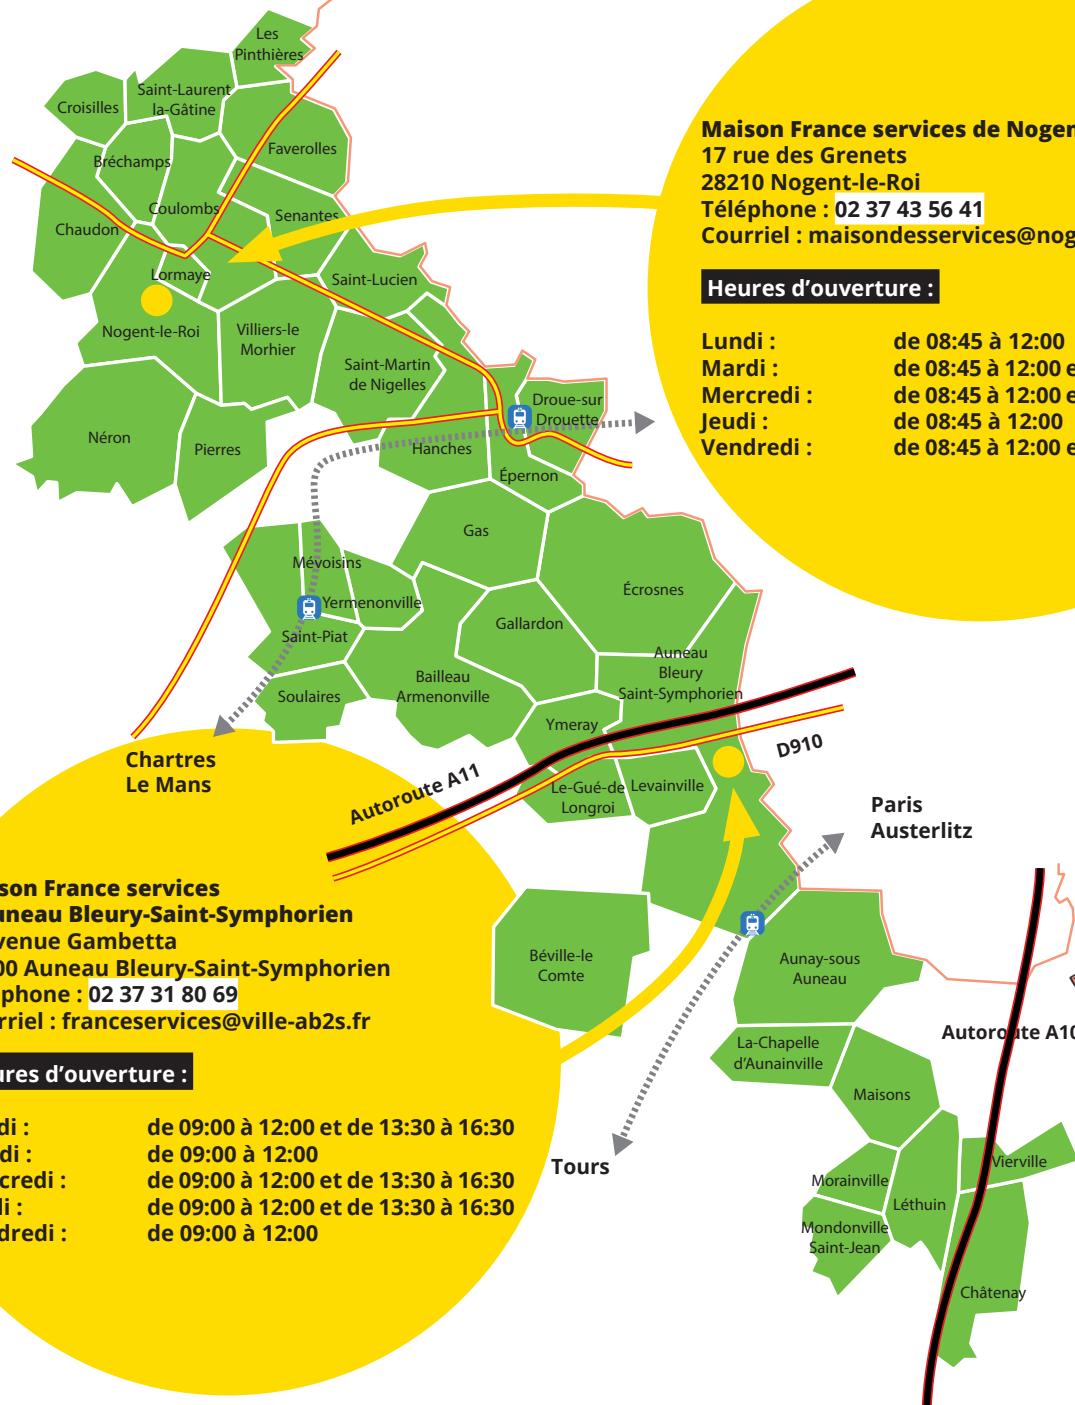 Les
Pinthières
Saint-Laurent
la-Gâtine
Croisilles
Faverolles
Bréchamps
Coulombs
Senantes
Chaudon
Lormaye
Saint-Lucien
Nogent-le-Roi
Villiers-le
Morhier
Saint-Martin
de Nigelles
Droue-sur
Drouette
Néron
Pierres
Hanches
Épernon
Gas
Mévoisins
Yermenonville
Écrosnes
Gallardon
Saint-Piat
Auneau
Bleury
Saint-Symphorien
Bailleau
Armenonville
Soulaires
Ymeray
Le-Gué-de
Longroi
Levainville
Béville-le
Comte
Aunay-sous
Auneau
La-Chapelle
d'Aunainville
Maisons
Morainville
Vierville
Léthuin
Mondonville
Saint-Jean
Châtenay
Chartres
Le Mans
Autoroute A11
D910
Paris
Austerlitz
Autoroute A10
Tours
Maison France services de Nogen
17 rue des Grenets
28210 Nogent-le-Roi
Téléphone : 02 37 43 56 41
Courriel : maisondesservices@nog
Heures d'ouverture :
Lundi : de 08:45 à 12:00
Mardi : de 08:45 à 12:00 e
Mercredi : de 08:45 à 12:00 e
Jeudi : de 08:45 à 12:00
Vendredi : de 08:45 à 12:00 e
son France services
uneau Bleury-Saint-Symphorien
venue Gambetta
00 Auneau Bleury-Saint-Symphorien
phone : 02 37 31 80 69
rriel : franceservices@ville-ab2s.fr
ures d'ouverture :
di : de 09:00 à 12:00 et de 13:30 à 16:30
di : de 09:00 à 12:00
credi : de 09:00 à 12:00 et de 13:30 à 16:30
di : de 09:00 à 12:00 et de 13:30 à 16:30
dredi : de 09:00 à 12:00